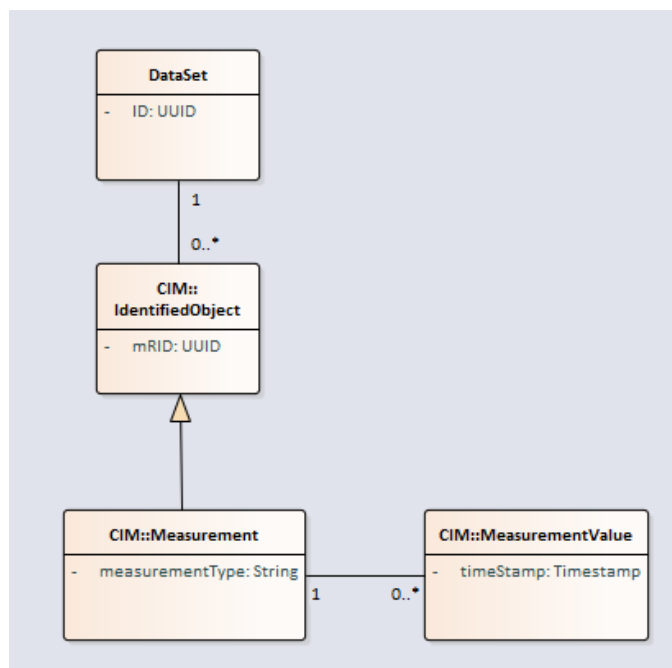 DataSet
- ID: UUID
1
0..*
CIM::
IdentifiedObject
- mRID: UUID
CIM::Measurement
- measurementType: String
1
0..*
CIM::MeasurementValue
- timeStamp: Timestamp